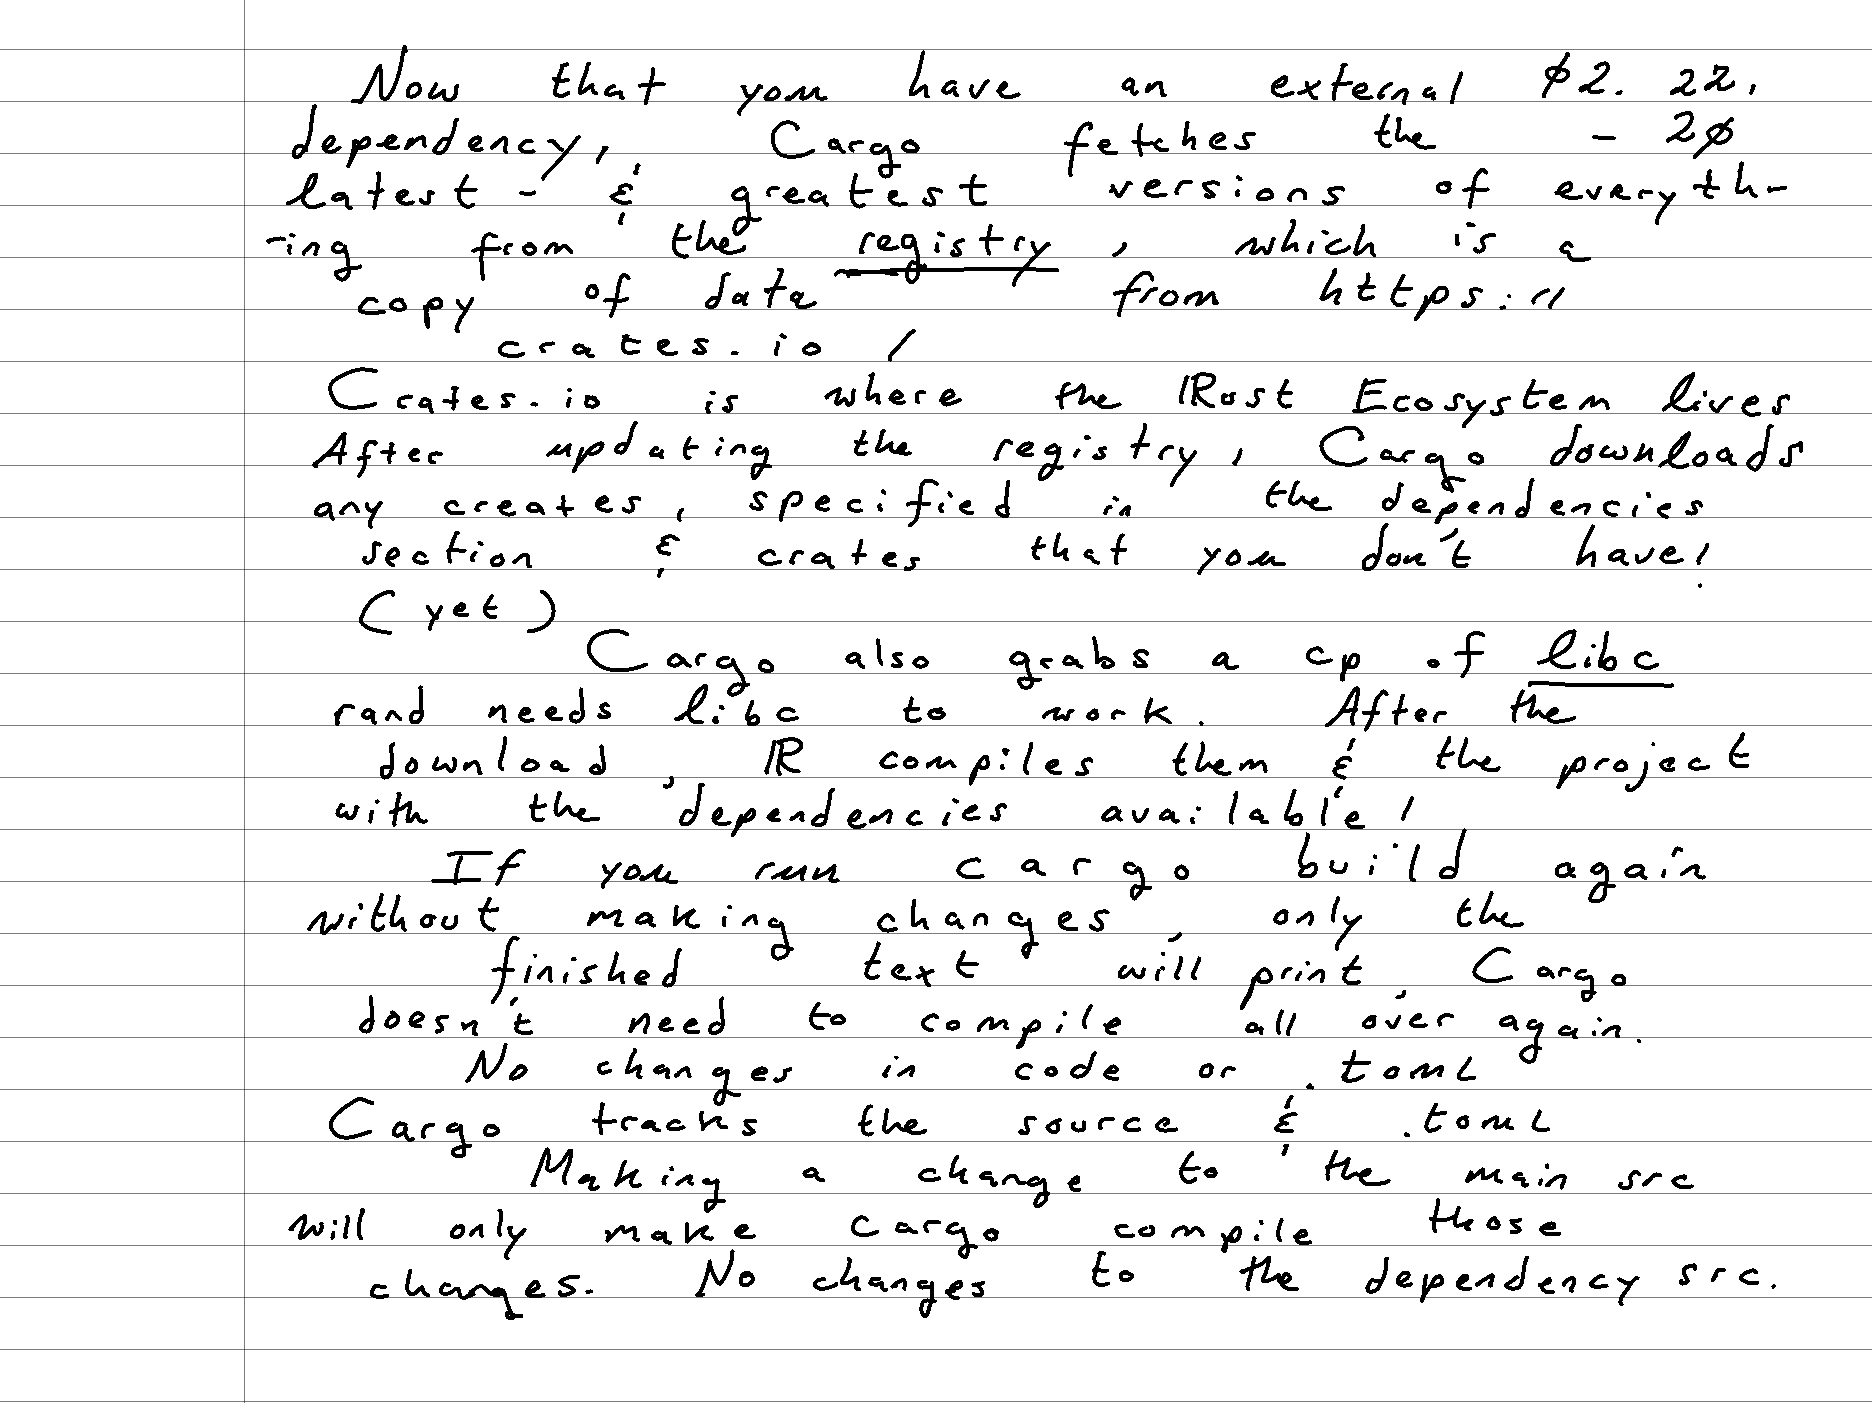 Now that you have an external ϕ2. 22.
dependency, Cargo fetches the - 2ϕ
latest - & greatest versions of everyth-
-ing from the registry, which is a
copy of data from https://
crates.io /
Crates.io is where the ℝust Ecosystem lives
After updating the registry, Cargo downloads
any creates, specified in the dependencies
section & crates that you don't have!
(yet)
Cargo also grabs a cp of libc
rand needs libc to work. After the
download, ℝ compiles them & the project
with the dependencies available!
If you run cargo build again
without making changes, only the
finished text will print, Cargo
doesn't need to compile all over again.
No changes in code or .toml
Cargo tracks the source & .toml
Making a change to the main src
will only make cargo compile those
changes. No changes to the dependency src.